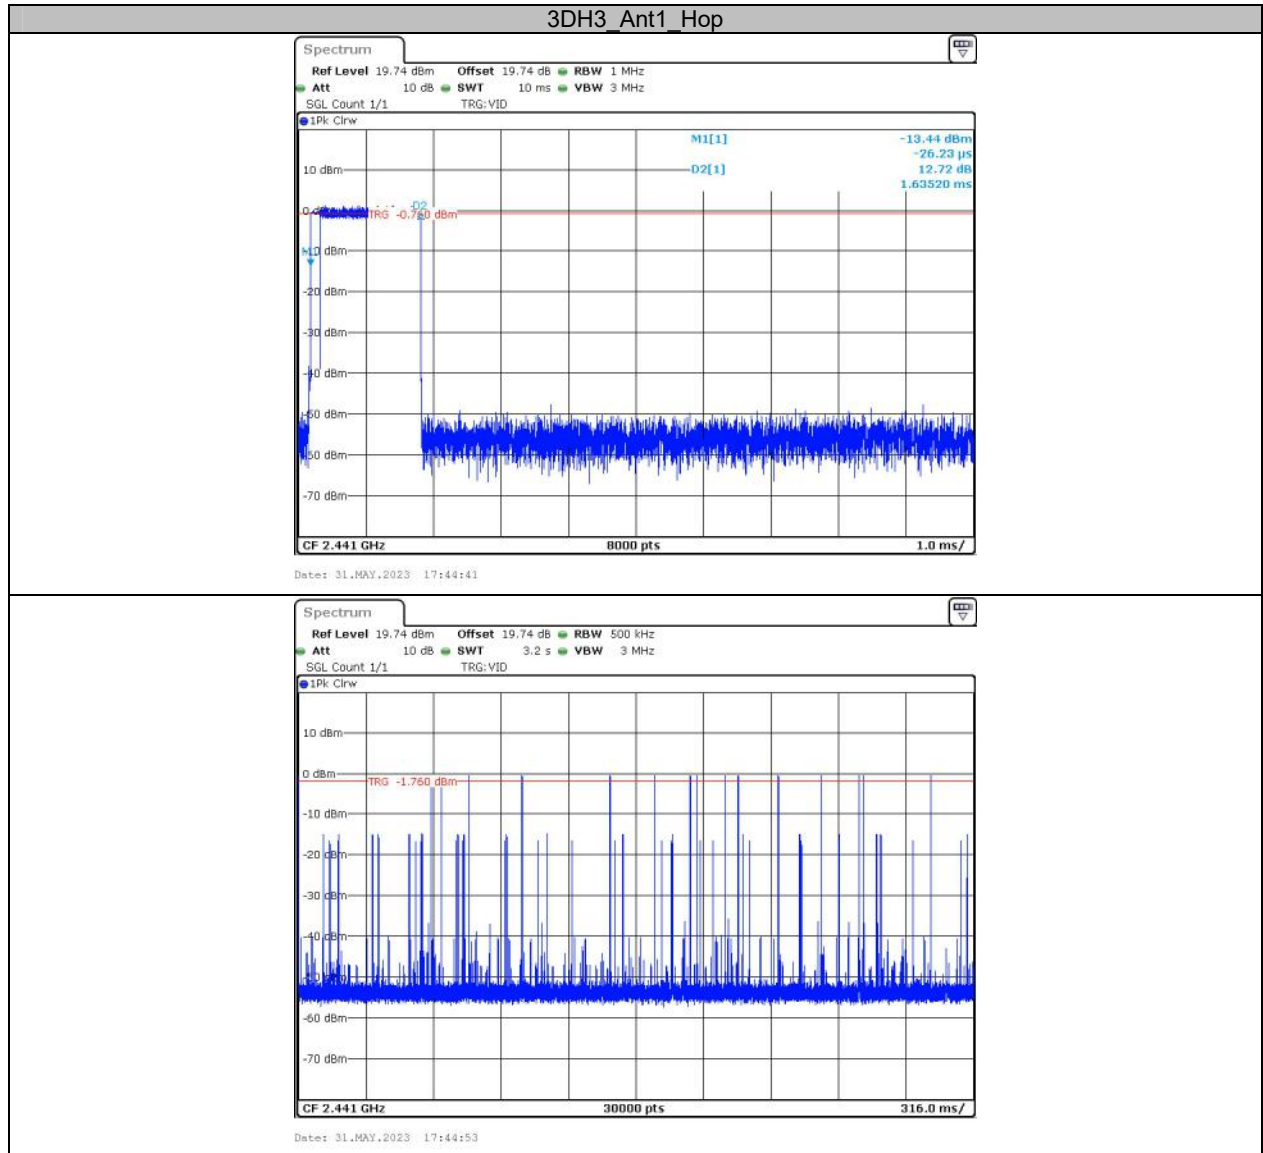 3DH3_Ant1_Hop
Spectrum
Ref Level 19.74 dBm Offset 19.74 dB RBW 1 MHz
Att 10 dB SWT 10 ms VBW 3 MHz
SGL Count 1/1 TRG:VID
1Pk Clrw
M1[1] -13.44 dBm
-26.23 µs
10 dBm D2[1] 12.72 dB
1.63520 ms
D2
TRG -0.760 dBm
-20 dBm
-30 dBm
-40 dBm
-50 dBm
-70 dBm
CF 2.441 GHz 8000 pts 1.0 ms/
Date: 31.MAY.2023 17:44:41
Spectrum
Ref Level 19.74 dBm Offset 19.74 dB RBW 500 kHz
Att 10 dB SWT 3.2 s VBW 3 MHz
SGL Count 1/1 TRG:VID
1Pk Clrw
10 dBm
0 dBm
TRG -1.760 dBm
-10 dBm
-20 dBm
-30 dBm
-40 dBm
-60 dBm
-70 dBm
CF 2.441 GHz 30000 pts 316.0 ms/
Date: 31.MAY.2023 17:44:53